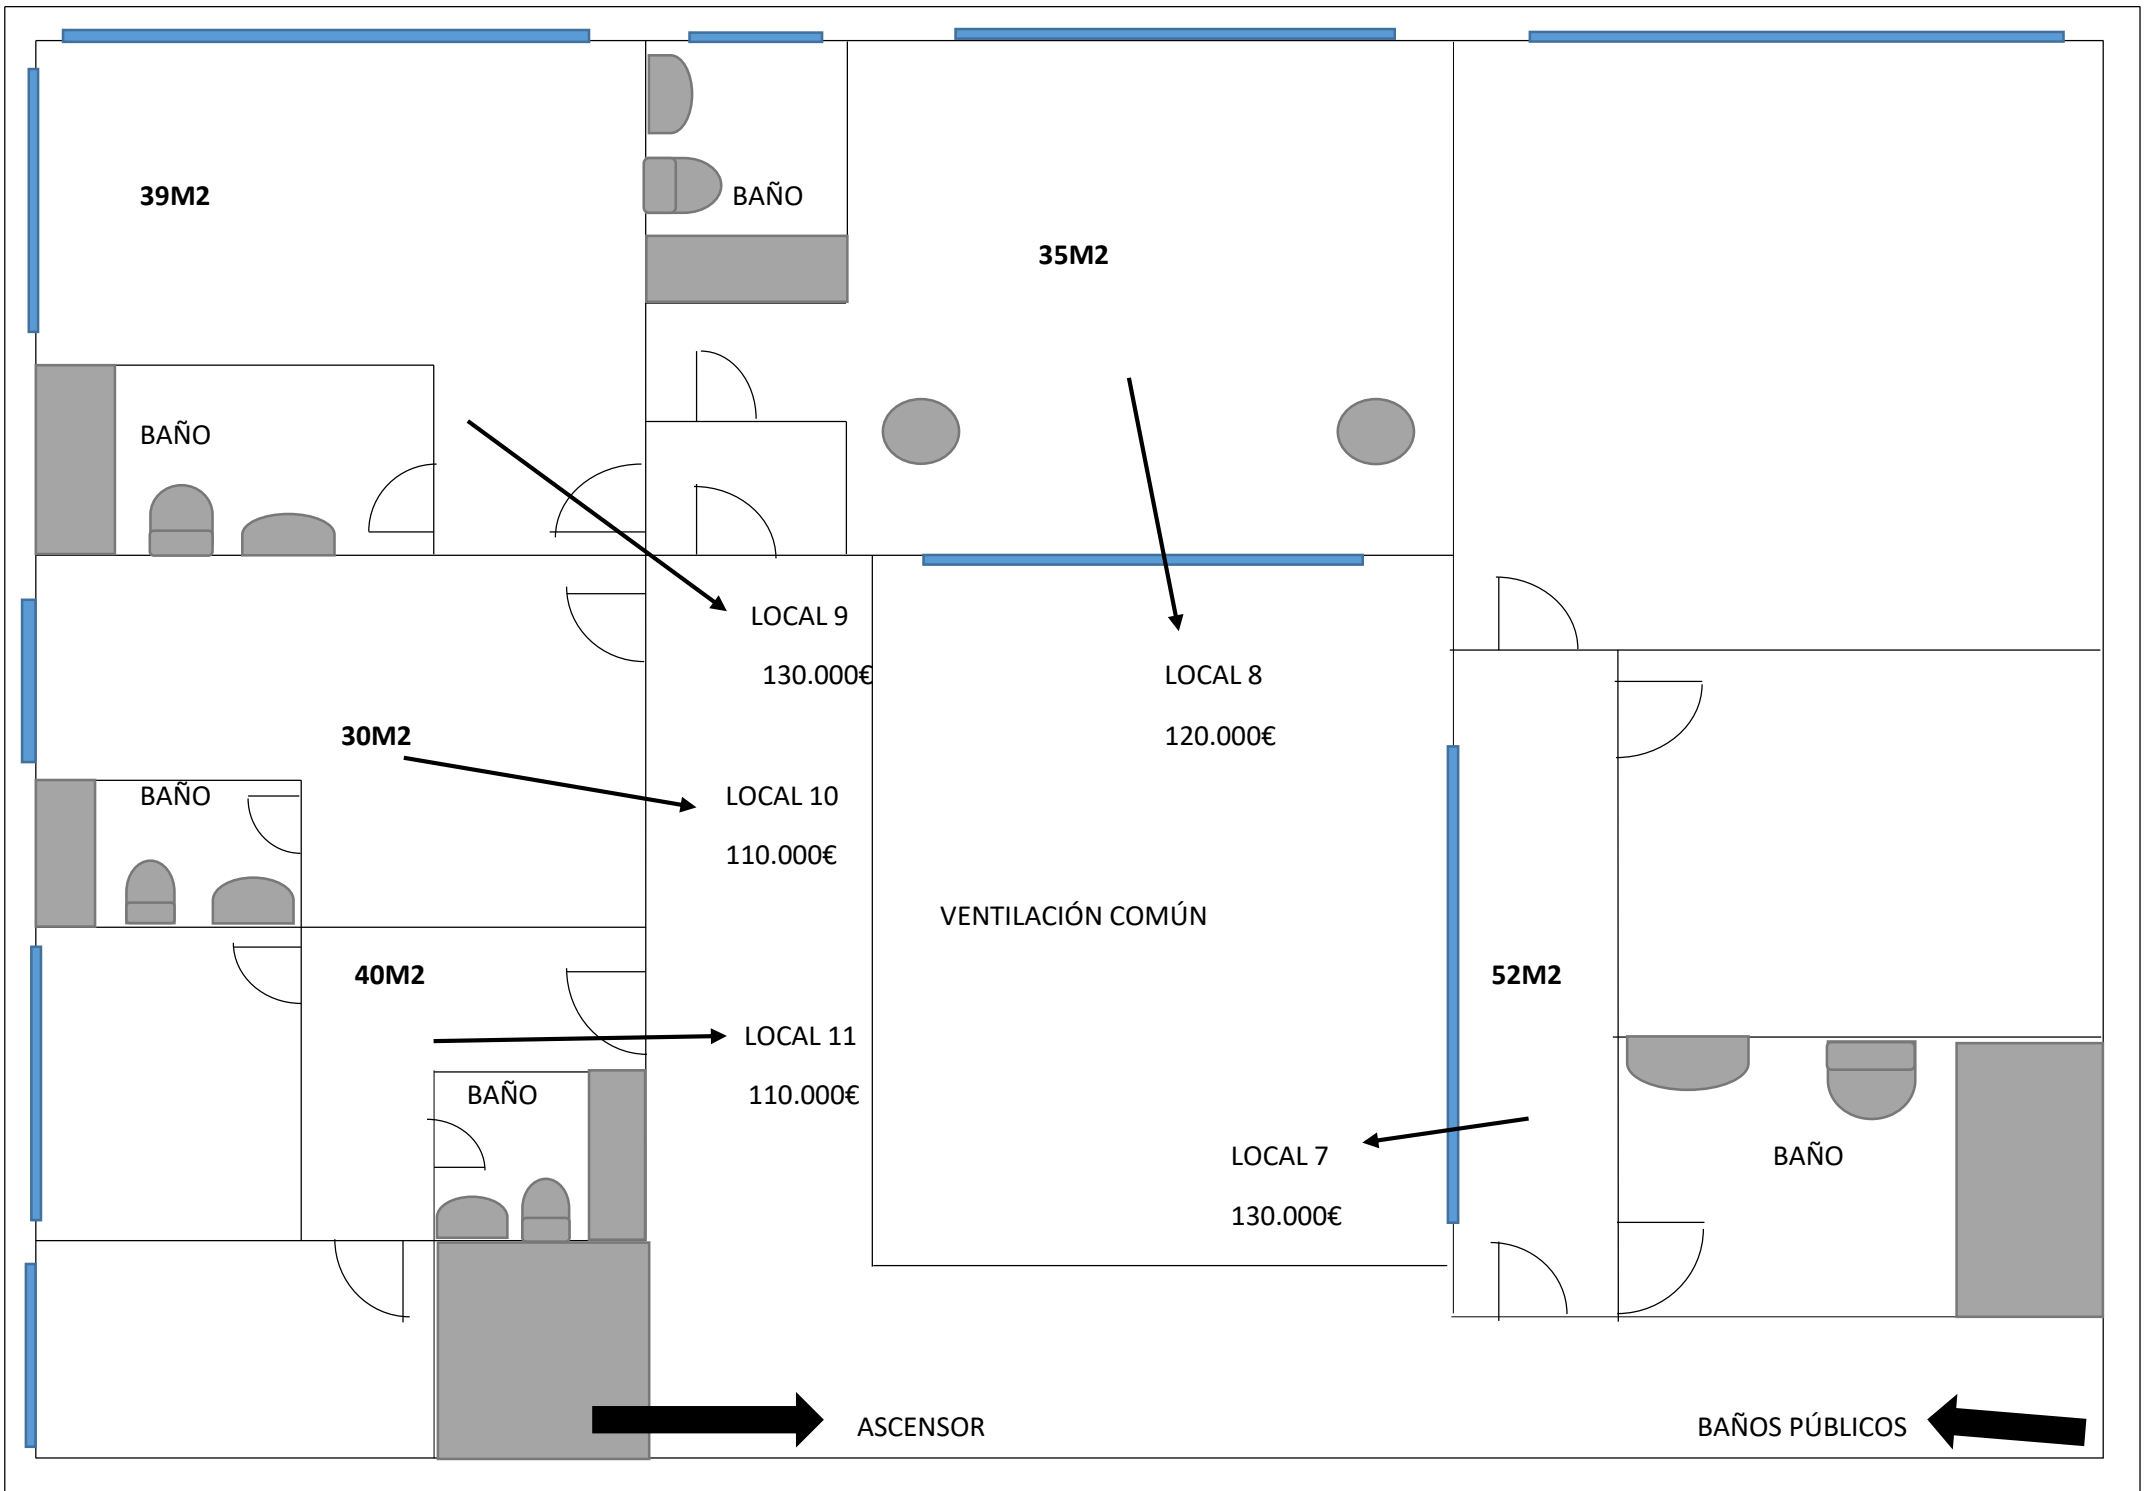 39M2
BAÑO
35M2
BAÑO
LOCAL 9
130.000€
LOCAL 8
120.000€
30M2
BAÑO
LOCAL 10
110.000€
VENTILACIÓN COMÚN
40M2
52M2
LOCAL 11
110.000€
BAÑO
LOCAL 7
130.000€
BAÑO
ASCENSOR
BAÑOS PÚBLICOS